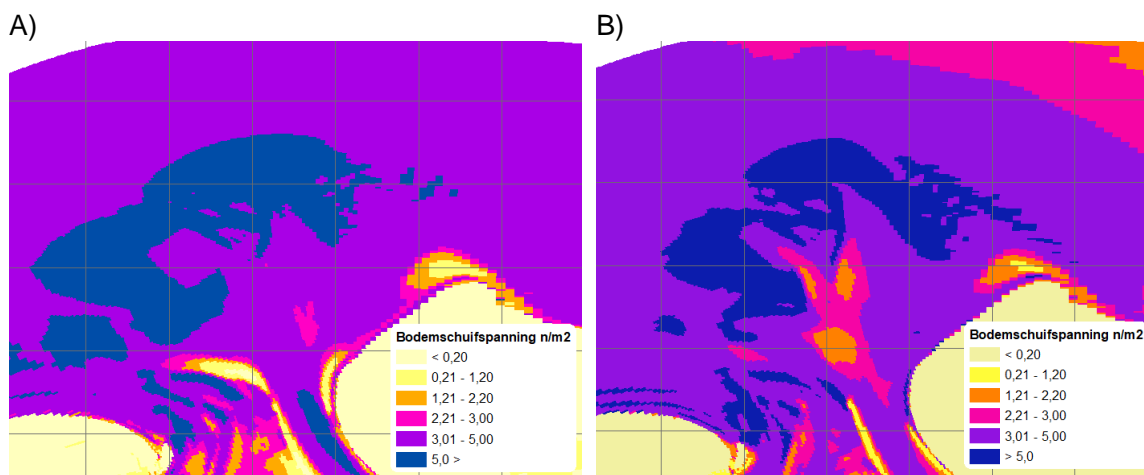 A)
B)
Bodemschuifspanning n/m2
< 0,20
0,21 - 1,20
1,21 - 2,20
2,21 - 3,00
3,01 - 5,00
5,0 >
Bodemschuifspanning n/m2
< 0,20
0,21 - 1,20
1,21 - 2,20
2,21 - 3,00
3,01 - 5,00
> 5,0